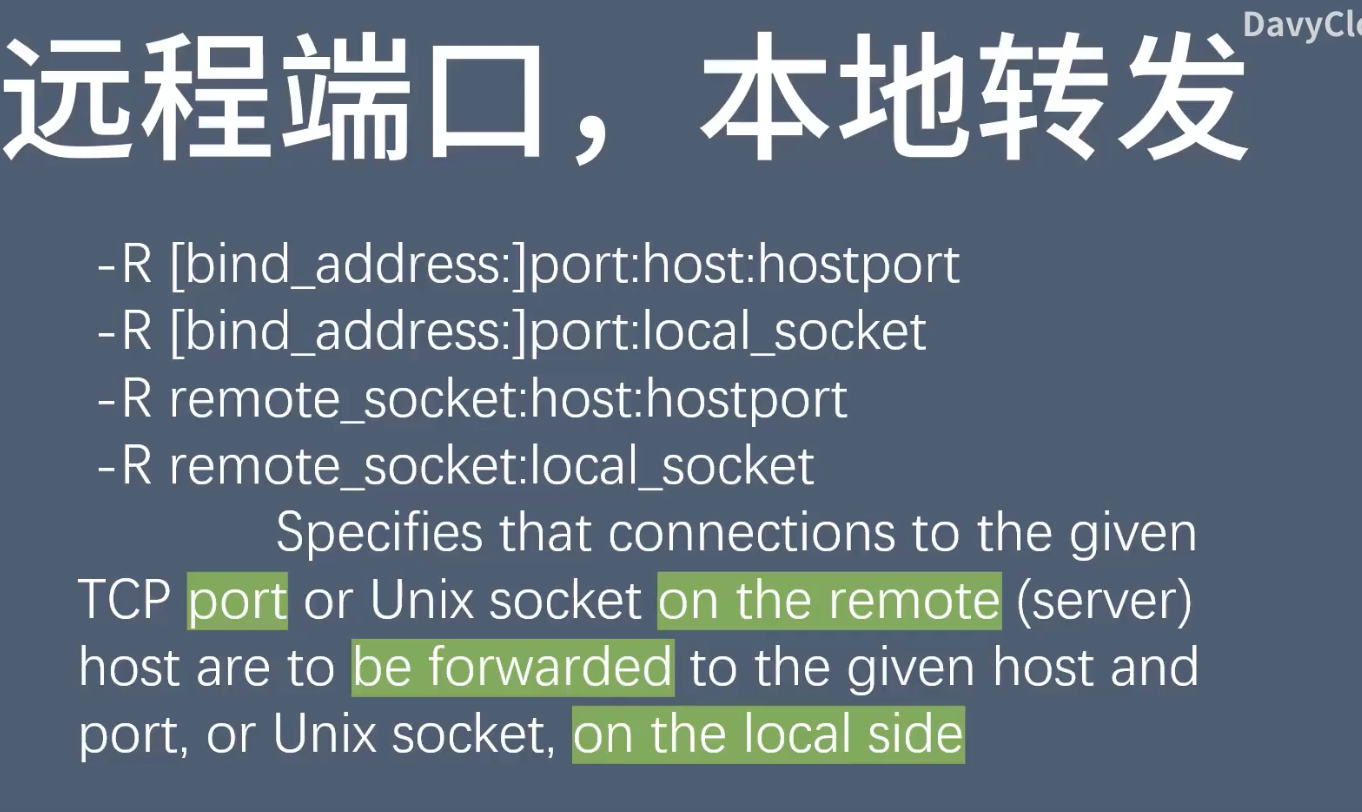 DavyClo
远程端口，本地转发
-R [bind_address:]port:host:hostport
-R [bind_address:]port:local_socket
-R remote_socket:host:hostport
-R remote_socket:local_socket
Specifies that connections to the given
TCP port or Unix socket on the remote (server)
host are to be forwarded to the given host and
port, or Unix socket, on the local side